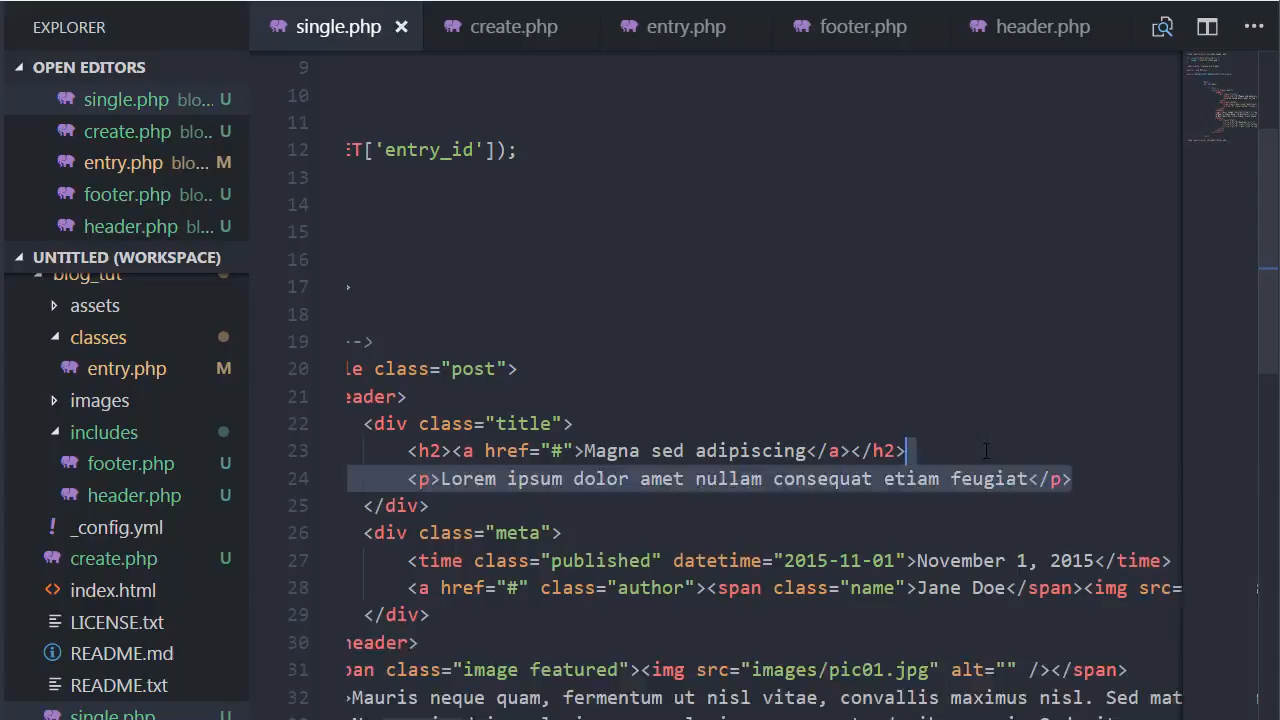 EXPLORER
single.php
create.php
entry.php
footer.php
header.php
OPEN EDITORS
single.php blo... U
create.php blo.. U
entry.php blo... M
footer.php blo.. U
header.php bl... U
UNTITLED (WORKSPACE)
blog_tut
assets
classes
entry.php M
images
includes
footer.php U
header.php U
_config.yml
create.php U
index.html
LICENSE.txt
README.md
README.txt
single.php
9
10
11
12 ET['entry_id']);
13
14
15
16
17 >
18
19 -->
20 le class="post">
21 eader>
22 <div class="title">
23 <h2><a href="#">Magna sed adipiscing</a></h2>
24 <p>Lorem ipsum dolor amet nullam consequat etiam feugiat</p>
25 </div>
26 <div class="meta">
27 <time class="published" datetime="2015-11-01">November 1, 2015</time>
28 <a href="#" class="author"><span class="name">Jane Doe</span><img src=
29 </div>
30 header>
31 pan class="image featured"><img src="images/pic01.jpg" alt="" /></span>
32 >Mauris neque quam, fermentum ut nisl vitae, convallis maximus nisl. Sed mat